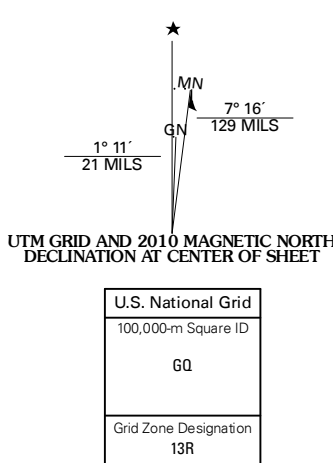 ★
MN
7° 16´
129 MILS
GN
1° 11´
21 MILS
UTM GRID AND 2010 MAGNETIC NORTH
DECLINATION AT CENTER OF SHEET
U.S. National Grid
100,000-m Square ID
GQ
Grid Zone Designation
13R